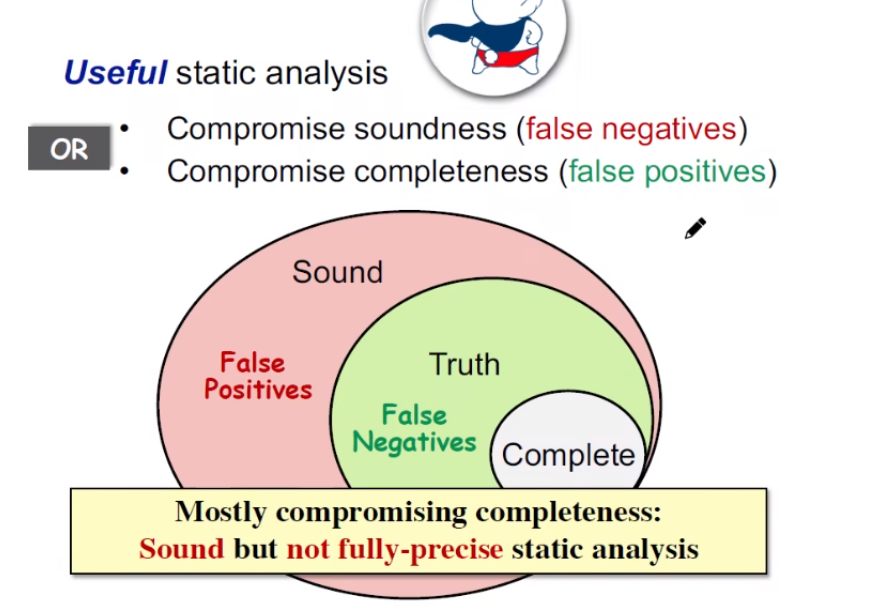 Useful static analysis
OR
• Compromise soundness (false negatives)
• Compromise completeness (false positives)
Sound
False
Positives
Truth
False
Negatives
Complete
Mostly compromising completeness:
Sound but not fully-precise static analysis